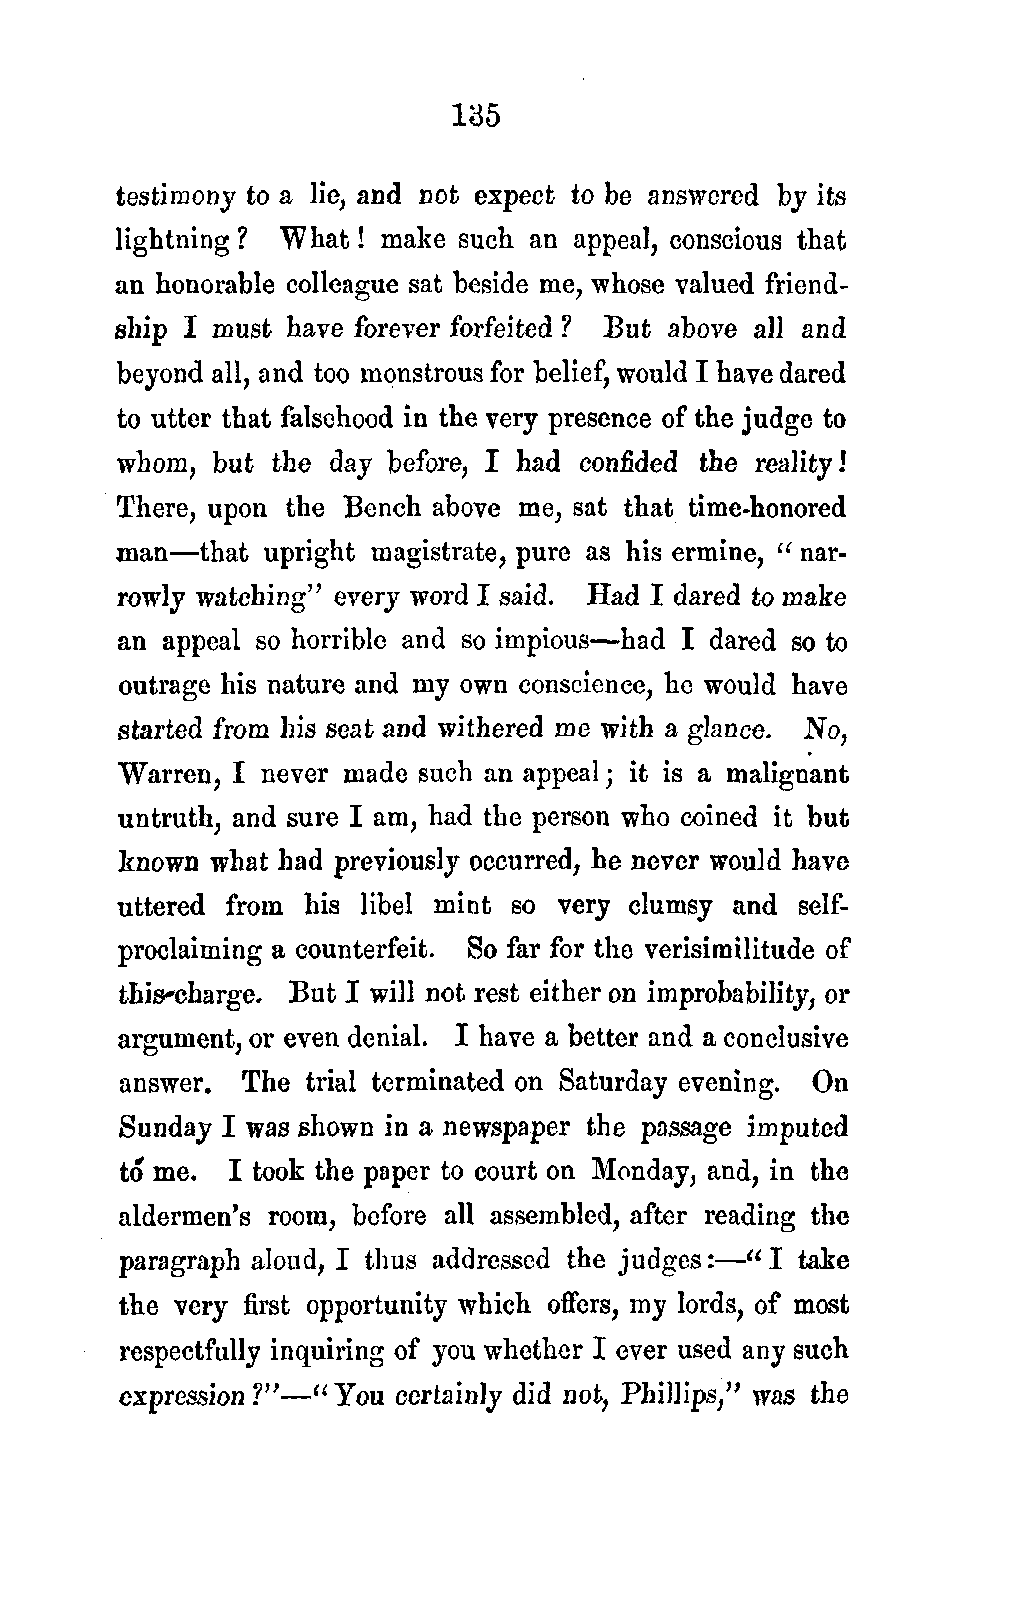 135
testimony to a lie, and not expect to be answered by its
lightning? What! make such an appeal, conscious that
an honorable colleague sat beside me, whose valued friend-
ship I must have forever forfeited? But above all and
beyond all, and too monstrous for belief, would I have dared
to utter that falsehood in the very presence of the judge to
whom, but the day before, I had confided the reality!
There, upon the Bench above me, sat that time-honored
man—that upright magistrate, pure as his ermine, "nar-
rowly watching" every word I said. Had I dared to make
an appeal so horrible and so impious—had I dared so to
outrage his nature and my own conscience, he would have
started from his seat and withered me with a glance. No,
Warren, I never made such an appeal; it is a malignant
untruth, and sure I am, had the person who coined it but
known what had previously occurred, he never would have
uttered from his libel mint so very clumsy and self-
proclaiming a counterfeit. So far for the verisimilitude of
this charge. But I will not rest either on improbability, or
argument, or even denial. I have a better and a conclusive
answer. The trial terminated on Saturday evening. On
Sunday I was shown in a newspaper the passage imputed
to me. I took the paper to court on Monday, and, in the
aldermen's room, before all assembled, after reading the
paragraph aloud, I thus addressed the judges:—"I take
the very first opportunity which offers, my lords, of most
respectfully inquiring of you whether I ever used any such
expression?"—"You certainly did not, Phillips," was the